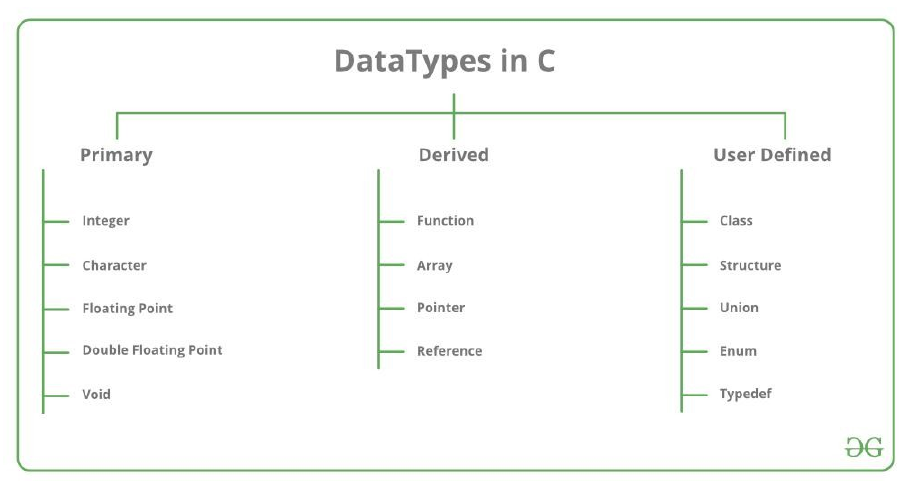 DataTypes in C
Primary
Integer
Character
Floating Point
Double Floating Point
Void
Derived
Function
Array
Pointer
Reference
User Defined
Class
Structure
Union
Enum
Typedef